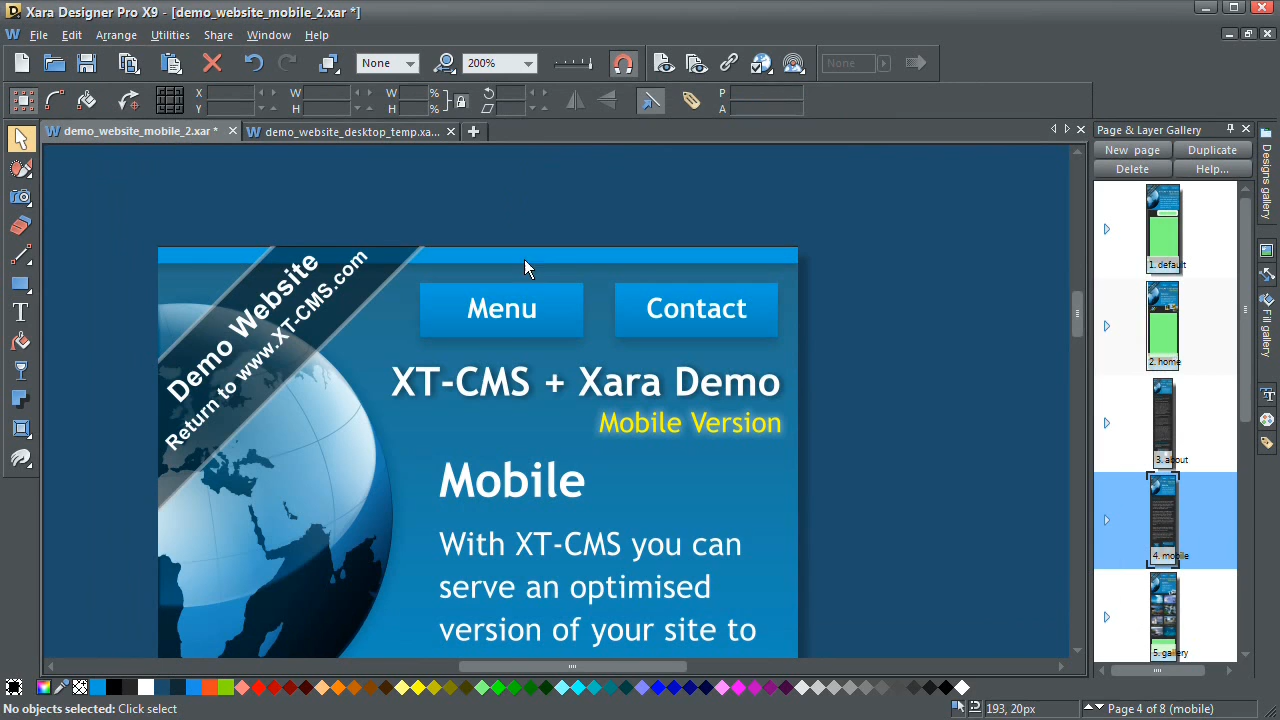 Xara Designer Pro X9 - [demo_website_mobile_2.xar *]
File Edit Arrange Utilities Share Window Help
None
200%
None
X
Y
W
H
W %
H %
P
A
demo_website_mobile_2.xar *
demo_website_desktop_temp.xa...
Page & Layer Gallery
New page
Duplicate
Delete
Help...
Designs gallery
Fill gallery
1. default
2. home
3. about
4. mobile
5. gallery
Demo Website
Return to www.XT-CMS.com
Menu
Contact
XT-CMS + Xara Demo
Mobile Version
Mobile
With XT-CMS you can
serve an optimised
version of your site to
No objects selected: Click select
193, 20px
Page 4 of 8 (mobile)